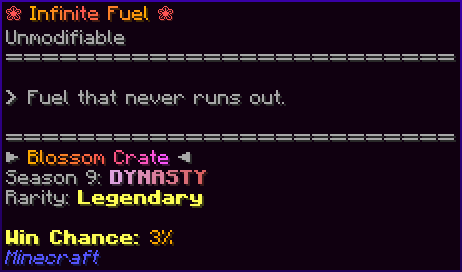 ❀ Infinite Fuel ❀
Unmodifiable
==============================
> Fuel that never runs out.
==============================
► Blossom Crate ◄
Season 9: DYNASTY
Rarity: Legendary
Win Chance: 3%
Minecraft